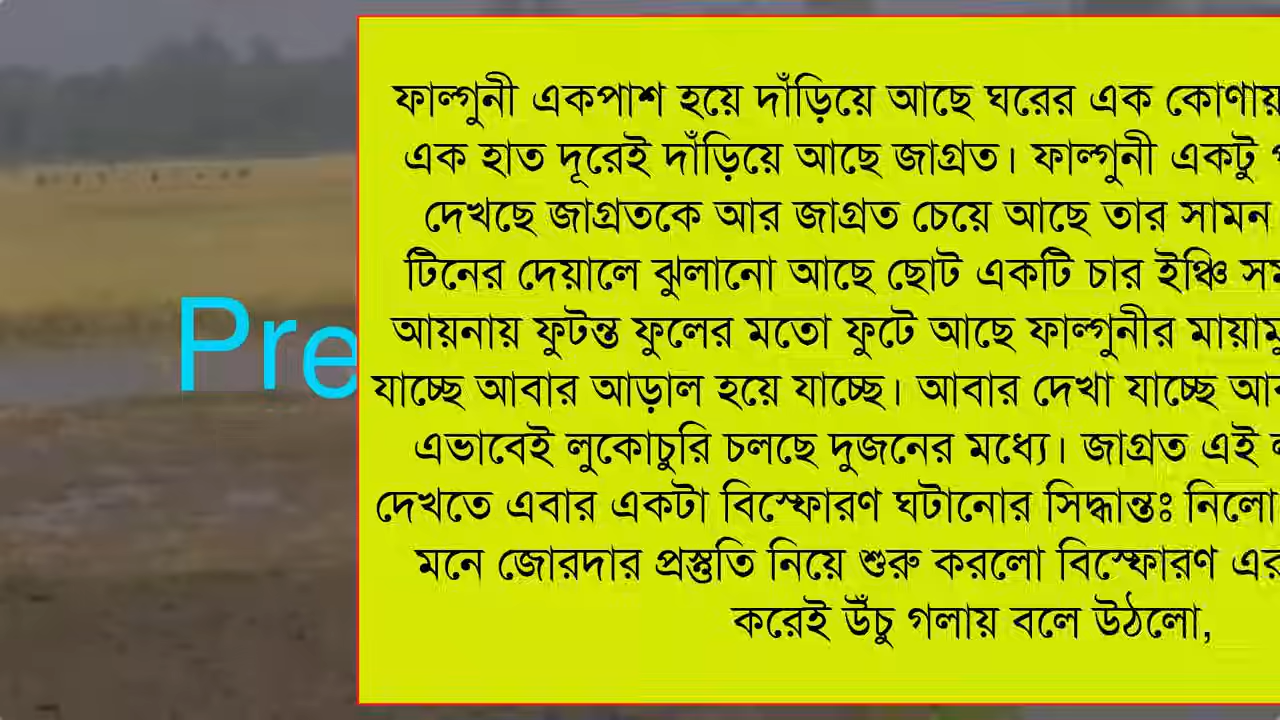 ফাল্গুনী একপাশ হয়ে দাঁড়িয়ে আছে ঘরের এক কোণায়
এক হাত দূরেই দাঁড়িয়ে আছে জাগ্রত। ফাল্গুনী একটু
দেখছে জাগ্রতকে আর জাগ্রত চেয়ে আছে তার সামন
টিনের দেয়ালে ঝুলানো আছে ছোট একটি চার ইঞ্চি
আয়নায় ফুটন্ত ফুলের মতো ফুটে আছে ফাল্গুনীর
যাচ্ছে আবার আড়াল হয়ে যাচ্ছে। আবার দেখা যাচ্ছে
এভাবেই লুকোচুরি চলছে দুজনের মধ্যে। জাগ্রত এই
দেখতে এবার একটা বিস্ফোরণ ঘটানোর সিদ্ধান্তঃ নিলো
মনে জোরদার প্রস্তুতি নিয়ে শুরু করলো বিস্ফোরণ
করেই উঁচু গলায় বলে উঠলো,
Pre